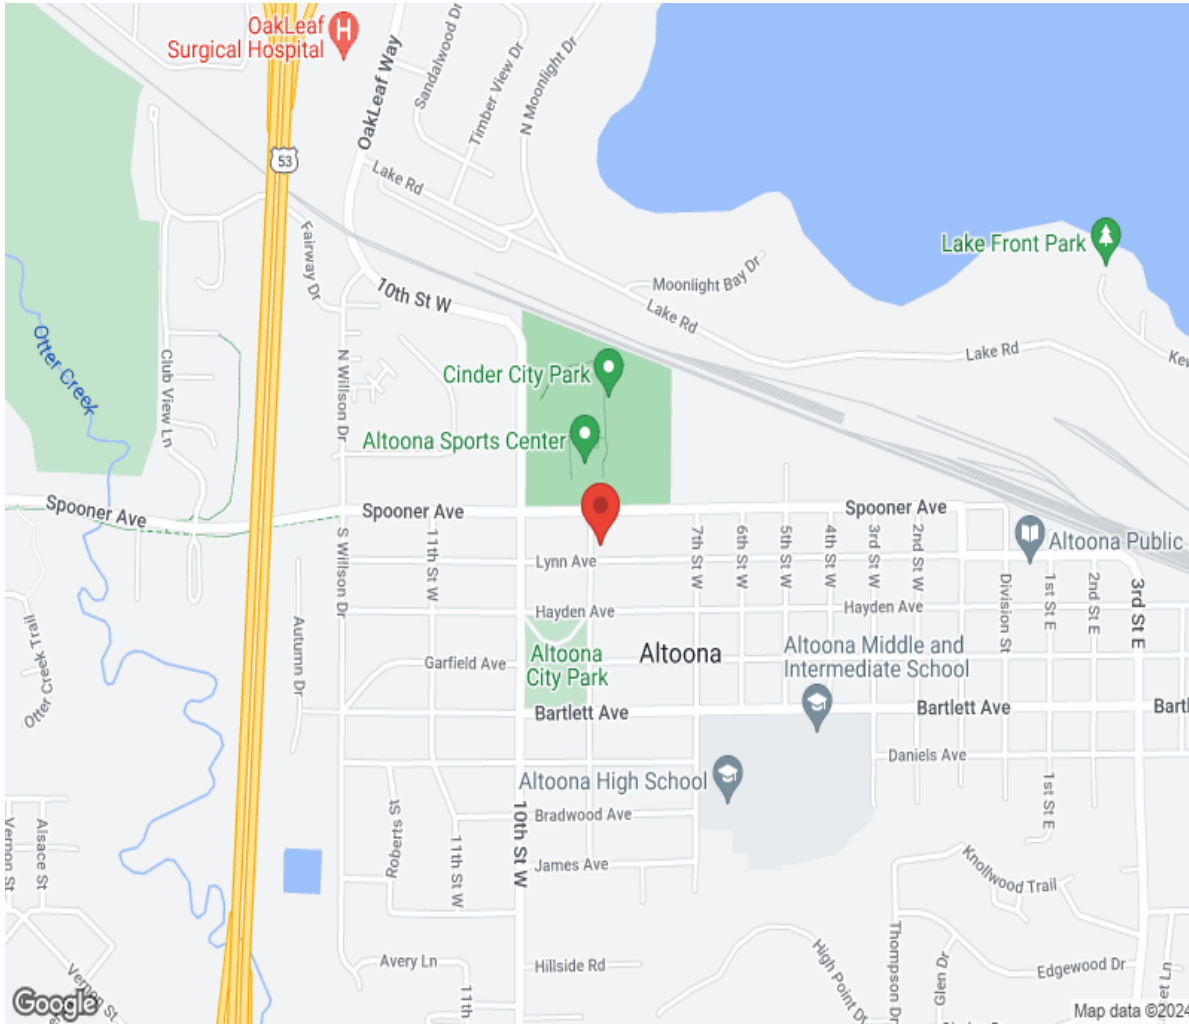 OakLeaf
Surgical Hospital
H
OakLeaf Way
Sandalwood Dr
Timber View Dr
N Moonlight Dr
53
Lake Rd
Fairway Dr
Lake Front Park
Moonlight Bay Dr
10th St W
Lake Rd
Lake Rd
Otter Creek
Club View Ln
N Willson Dr
Cinder City Park
Altoona Sports Center
Spooner Ave
Spooner Ave
Spooner Ave
S Willson Dr
11th St W
Lynn Ave
7th St W
6th St W
5th St W
4th St W
3rd St W
2nd St W
Altoona Public
Division St
1st St E
2nd St E
3rd St E
Hayden Ave
Hayden Ave
Otter Creek Trail
Autumn Dr
Garfield Ave
Altoona
City Park
Altoona
Altoona Middle and
Intermediate School
Bartlett Ave
Bartlett Ave
Bartl
Daniels Ave
Altoona High School
1st St E
Vernon St
Alsace St
Roberts St
11th St W
10th St W
Bradwood Ave
James Ave
Knollwood Trail
Vernon St
Avery Ln
11th
Hillside Rd
High Point Dr
Thompson Dr
Glen Dr
Edgewood Dr
Google
Map data ©2024